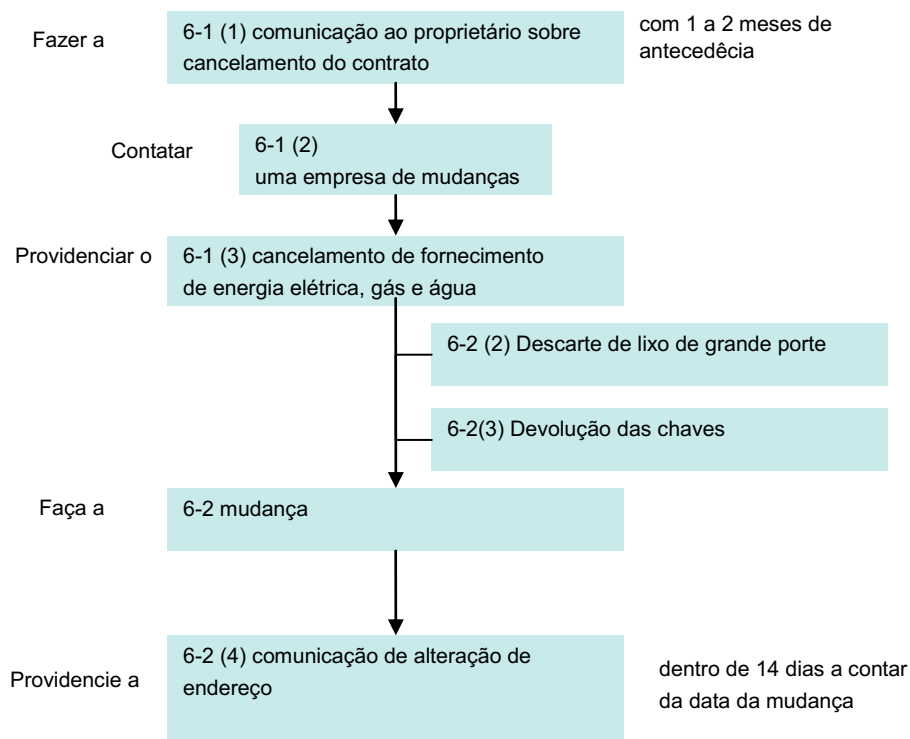 Fazer a
6-1 (1) comunicação ao proprietário sobre
cancelamento do contrato
com 1 a 2 meses de
antecedêcia
Contatar
6-1 (2)
uma empresa de mudanças
Providenciar o
6-1 (3) cancelamento de fornecimento
de energia elétrica, gás e água
6-2 (2) Descarte de lixo de grande porte
6-2(3) Devolução das chaves
Faça a
6-2 mudança
Providencie a
6-2 (4) comunicação de alteração de
endereço
dentro de 14 dias a contar
da data da mudança